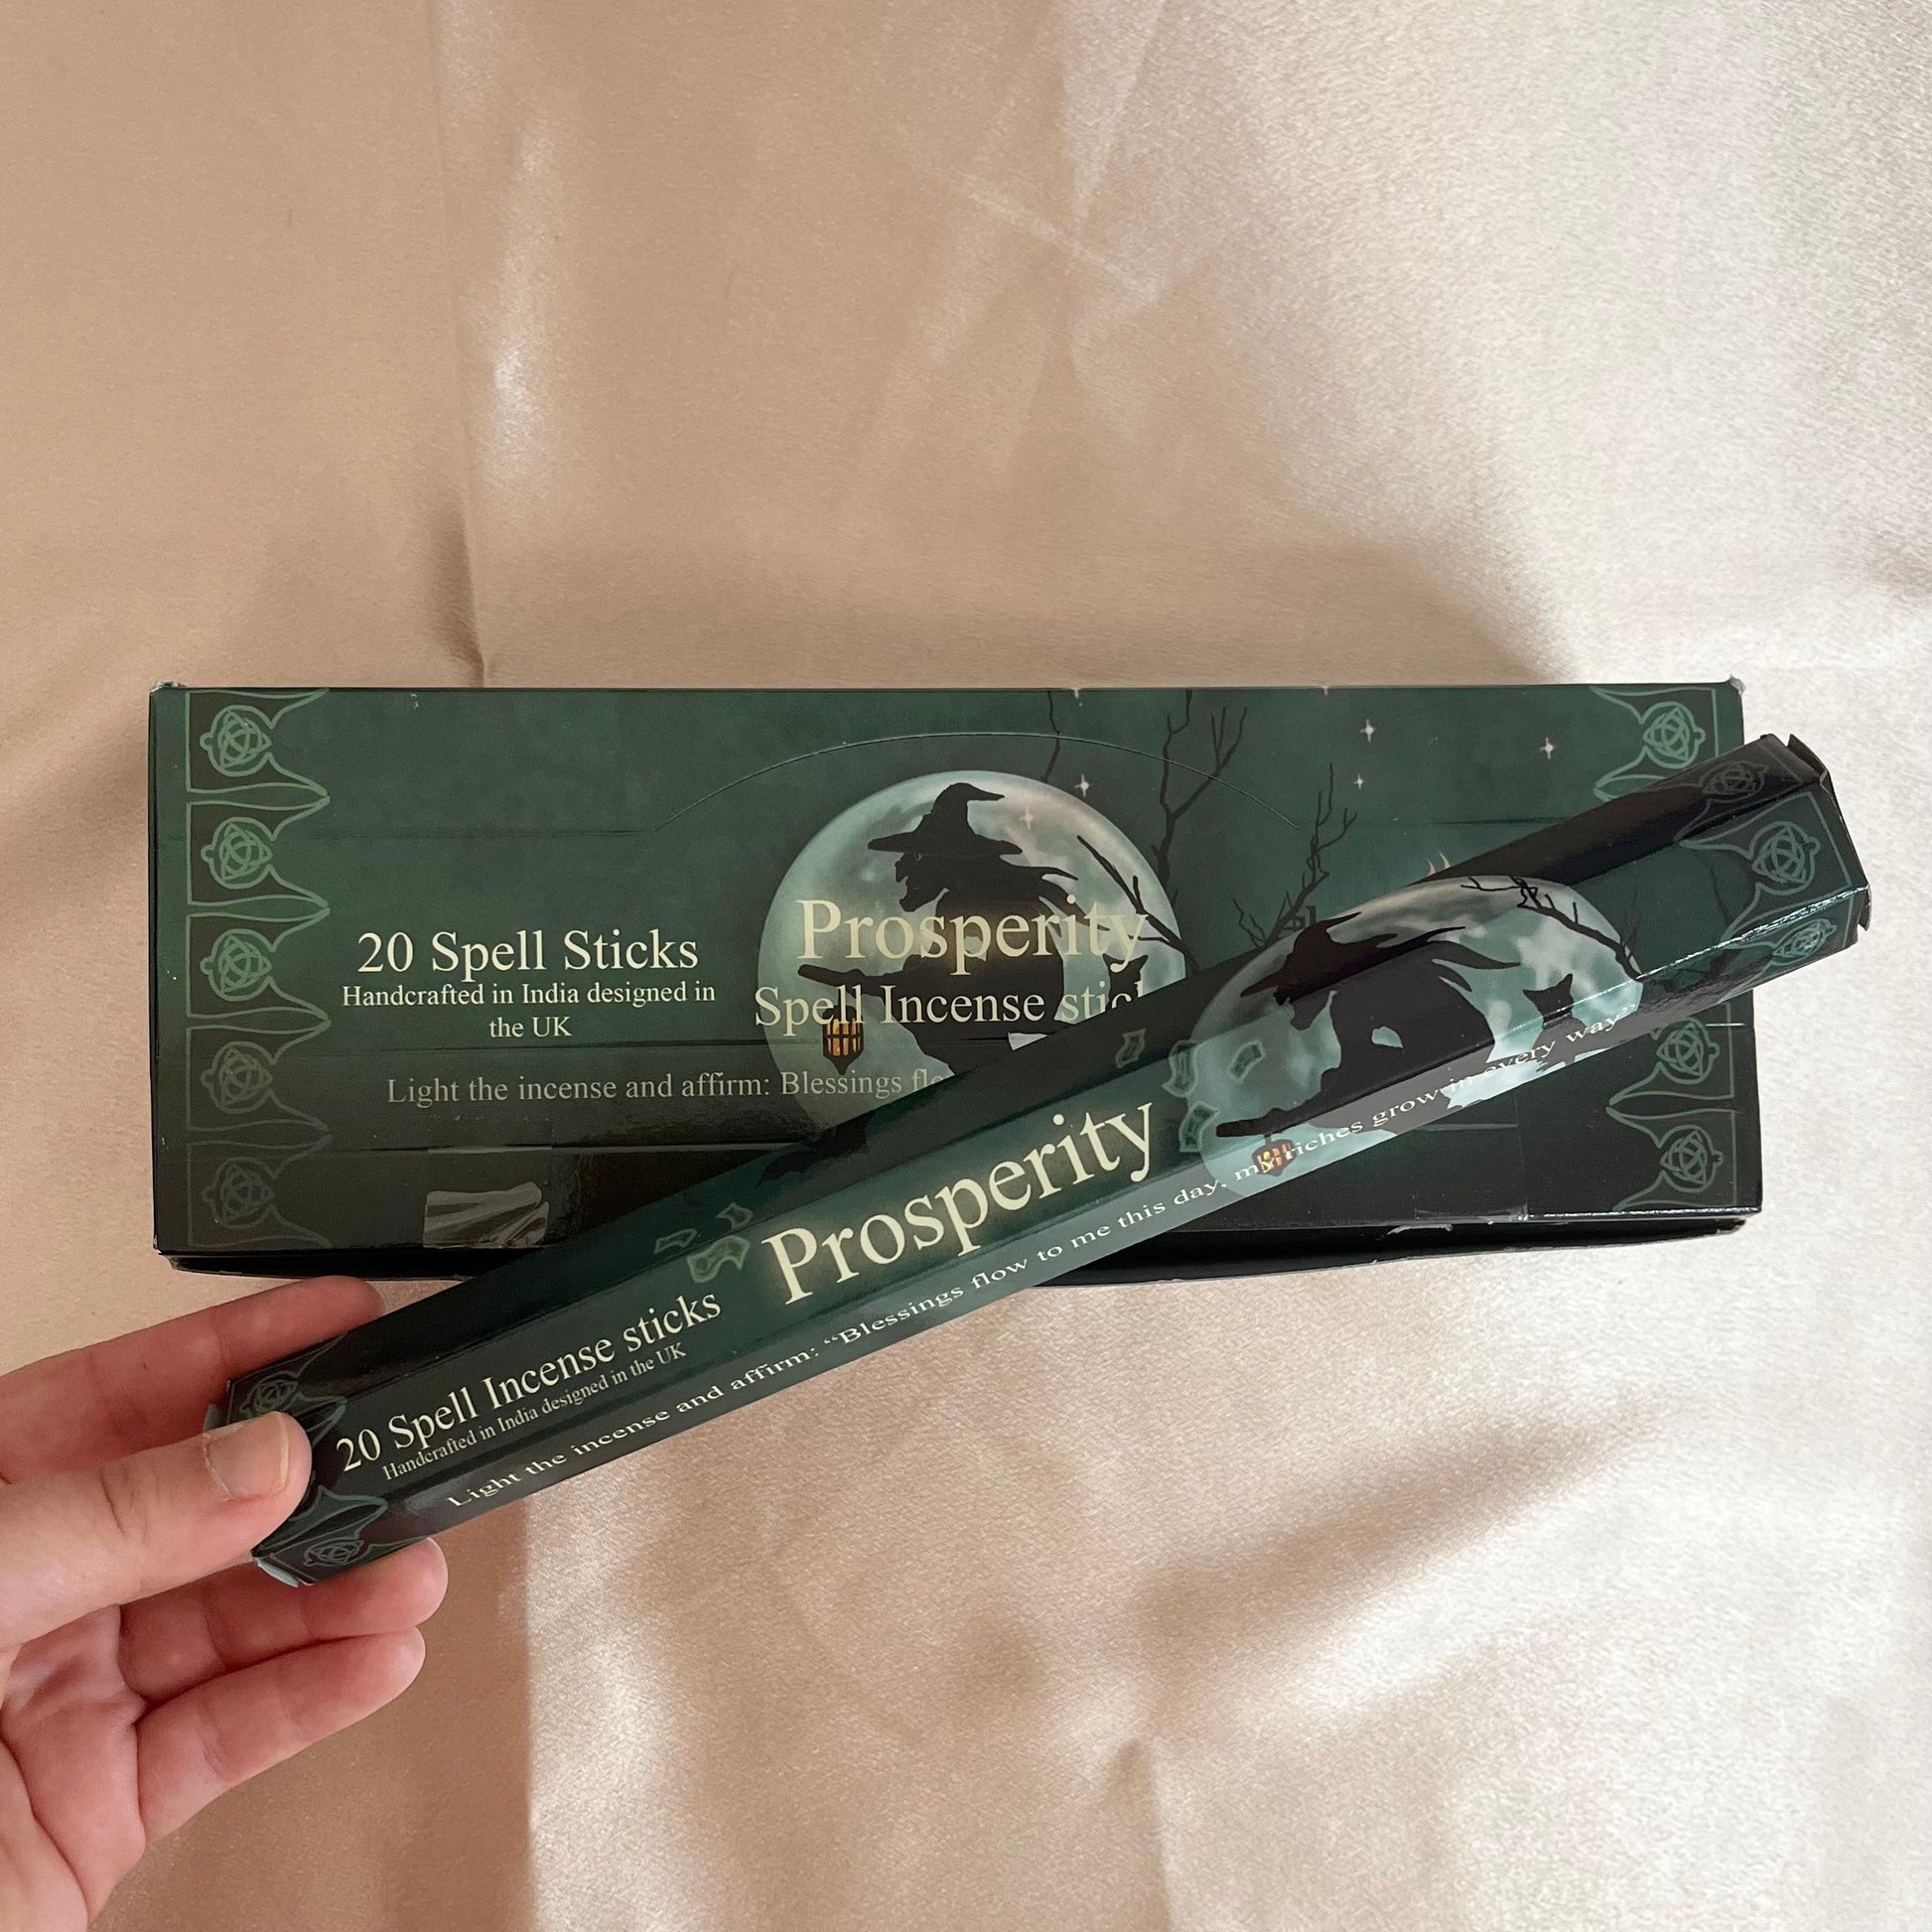 20 Spell Sticks
Handcrafted in India designed in
the UK
Prosperity
Spell Incense
Light the incense and affirm: Blessings
20 Spell Incense sticks
Handcrafted in India designed in the UK
Prosperity
Light the incense and affirm: “Blessings flow to me this day, my riches grow in every way”